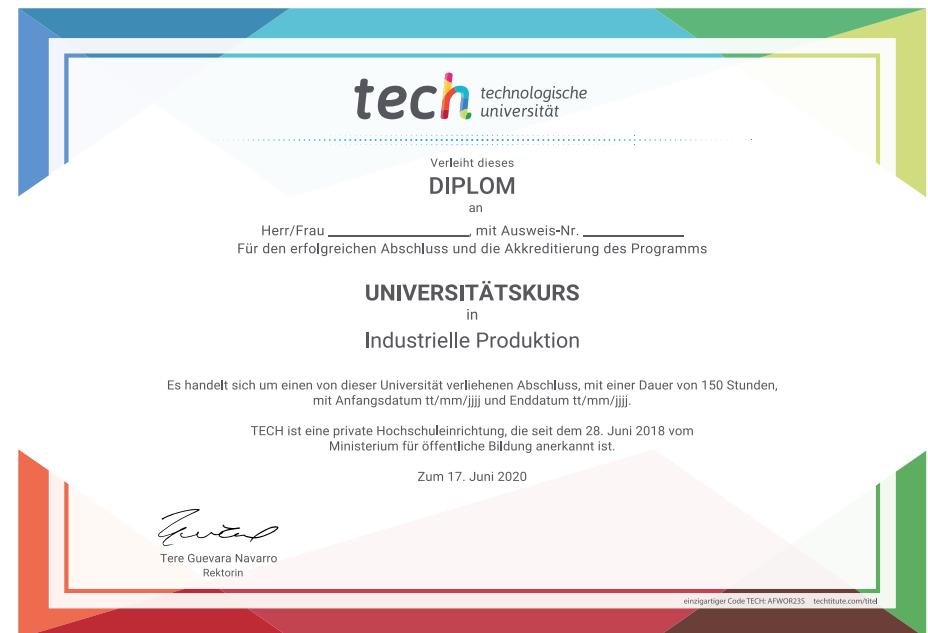 tech technologische
universität
Verleiht dieses
DIPLOM
an
Herr/Frau ____________________, mit Ausweis-Nr. ______________
Für den erfolgreichen Abschluss und die Akkreditierung des Programms
UNIVERSITÄTSKURS
in
Industrielle Produktion
Es handelt sich um einen von dieser Universität verliehenen Abschluss, mit einer Dauer von 150 Stunden,
mit Anfangsdatum tt/mm/jjjj und Enddatum tt/mm/jjjj.
TECH ist eine private Hochschuleinrichtung, die seit dem 28. Juni 2018 vom
Ministerium für öffentliche Bildung anerkannt ist.
Zum 17. Juni 2020
Tere Guevara Navarro
Rektorin
einzigartiger Code TECH: AFWOR23S techtitute.com/titel